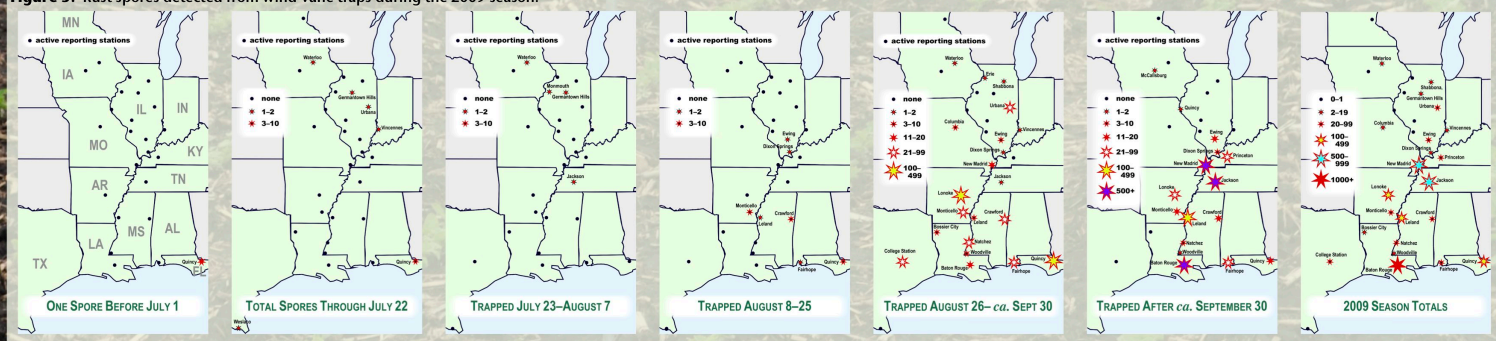 Figure 3. Rust spores detected from wind-vane traps during the 2009 season.
MN
• active reporting stations
IA
IL
IN
MO
KY
AR
TN
LA
MS
AL
TX
Quincy
FL
ONE SPORE BEFORE JULY 1
• active reporting stations
Waterloo
none
1–2
3–10
Germantown Hills
Urbana
Vincennes
Quincy
Weslaco
TOTAL SPORES THROUGH JULY 22
• active reporting stations
Waterloo
none
1–2
3–10
Monmouth
Germantown Hills
Jackson
TRAPPED JULY 23–AUGUST 7
• active reporting stations
none
1–2
3–10
Ewing
Dixon Springs
Monticello
Leland
Crawford
Fairhope
Quincy
TRAPPED AUGUST 8–25
• active reporting stations
Waterloo
Erie
Shabbona
none
1–2
3–10
11–20
21–99
100–
499
Urbana
Columbia
Vincennes
Ewing
Dixon Springs
New Madrid
Jackson
Lonoke
Monticello
Crawford
Bossier City
Natchez
College Station
Woodville
Baton Rouge
Fairhope
Quincy
TRAPPED AUGUST 26– ca. SEPT 30
• active reporting stations
McCallsburg
none
1–2
3–10
11–20
21–99
100–
499
500+
Quincy
Ewing
Dixon Springs
Princeton
New Madrid
Jackson
Lonoke
Monticello
Leland
Crawford
Natchez
Woodville
Baton Rouge
Fairhope
Quincy
TRAPPED AFTER ca. SEPTEMBER 30
Waterloo
Shabbona
Germantown Hills
Urbana
0–1
2–19
20–99
100–
499
500–
999
1000+
Columbia
Vincennes
Ewing
Dixon Springs
Princeton
New Madrid
Jackson
Lonoke
Monticello
Leland
Crawford
Bossier City
Natchez
Woodville
College Station
Baton Rouge
Fairhope
Quincy
2009 SEASON TOTALS